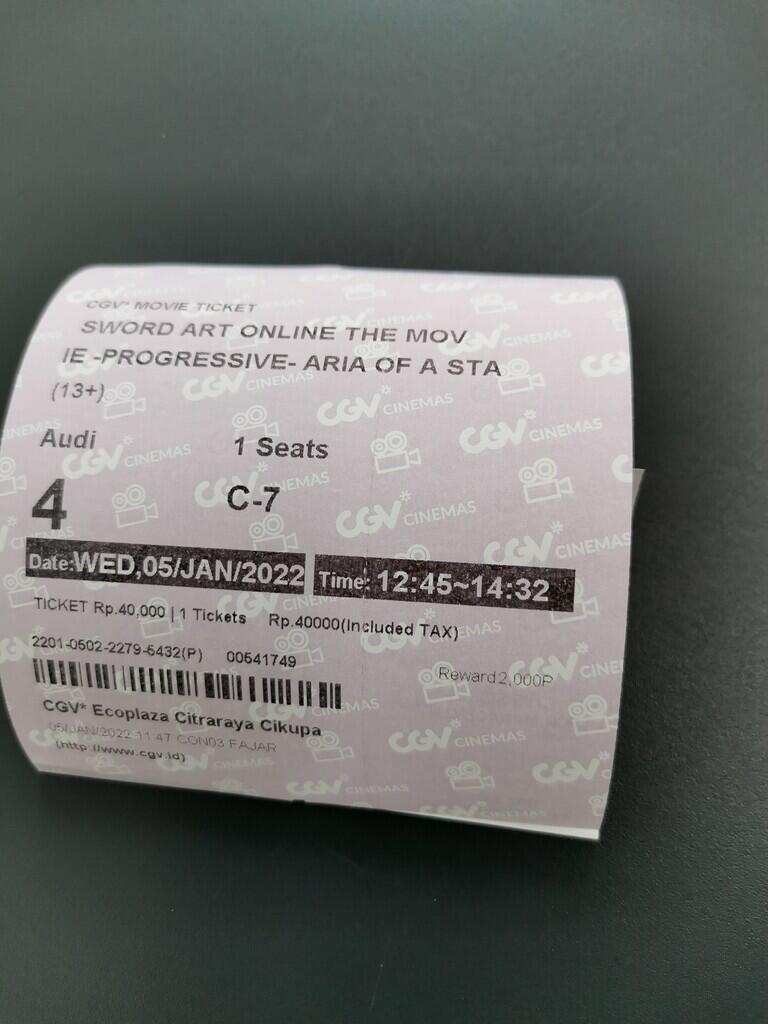 CGV* MOVIE TICKET
SWORD ART ONLINE THE MOV
IE -PROGRESSIVE- ARIA OF A STA
(13+)
Audi 1 Seats
4 C-7
Date:WED,05/JAN/2022 Time: 12:45~14:32
TICKET Rp.40,000 | 1 Tickets Rp.40000(Included TAX)
2201-0502-2279-5432(P) 00541749
Reward 2,000P
CGV* Ecoplaza Citraraya Cikupa
05/JAN/2022 11:47 CON03 FAJAR
(http://www.cgv.id)
CGV* CINEMAS